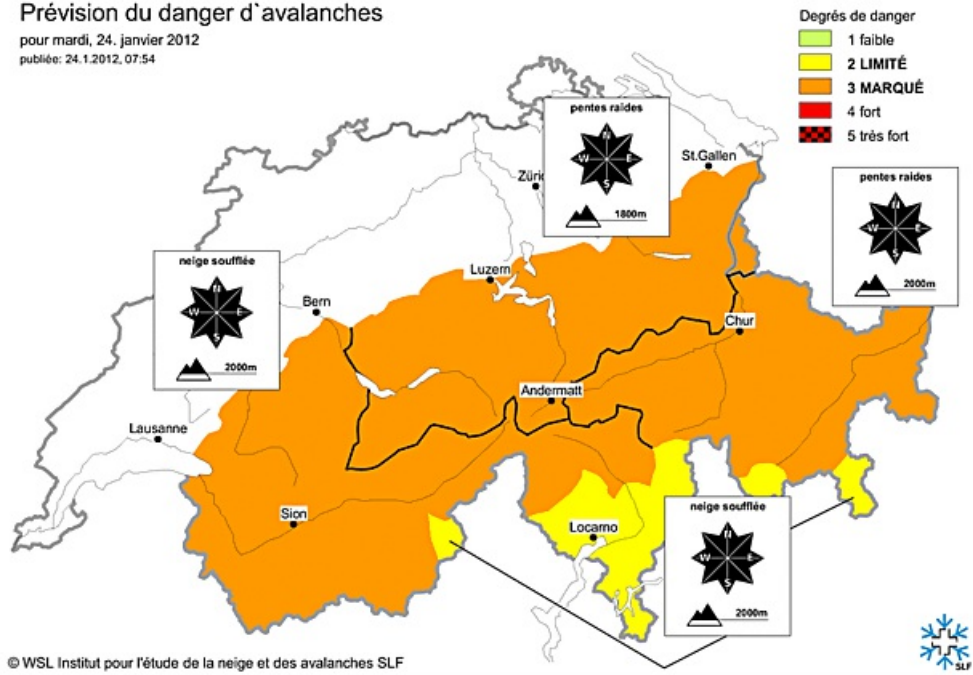 Prévision du danger d`avalanches
pour mardi, 24. janvier 2012
publiée: 24.1.2012, 07:54
Degrés de danger
1 faible
2 LIMITÉ
3 MARQUÉ
4 fort
5 très fort
pentes raides
N
W E
S
1800m
St.Gallen
pentes raides
N
W E
S
2000m
neige soufflée
N
W E
S
2000m
Luzern
Bern
Chur
Andermatt
Lausanne
Sion
Locarno
neige soufflée
N
W E
S
2000m
© WSL Institut pour l'étude de la neige et des avalanches SLF
SLF